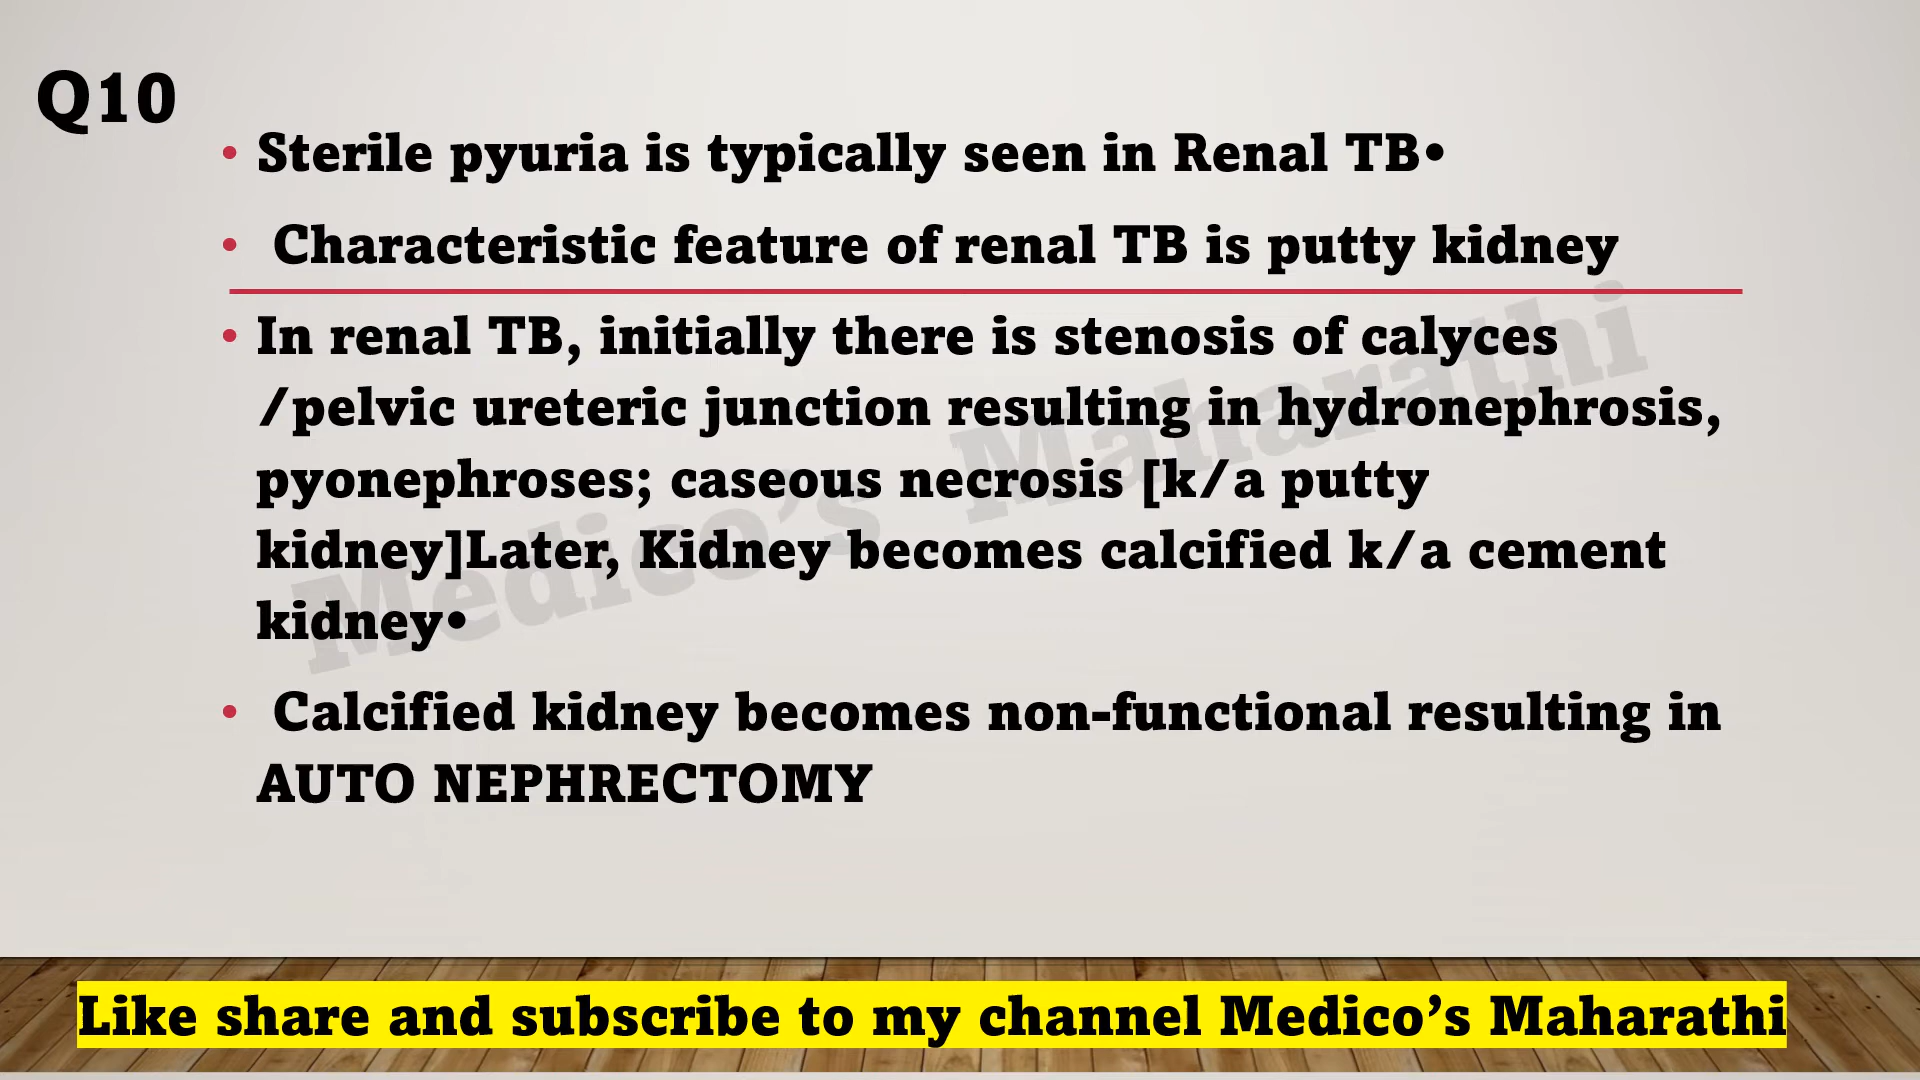 Q10
• Sterile pyuria is typically seen in Renal TB•
• Characteristic feature of renal TB is putty kidney
• In renal TB, initially there is stenosis of calyces
/pelvic ureteric junction resulting in hydronephrosis,
pyonephroses; caseous necrosis [k/a putty
kidney]Later, Kidney becomes calcified k/a cement
kidney•
• Calcified kidney becomes non-functional resulting in
AUTO NEPHRECTOMY
Medico’s Maharathi
Like share and subscribe to my channel Medico’s Maharathi